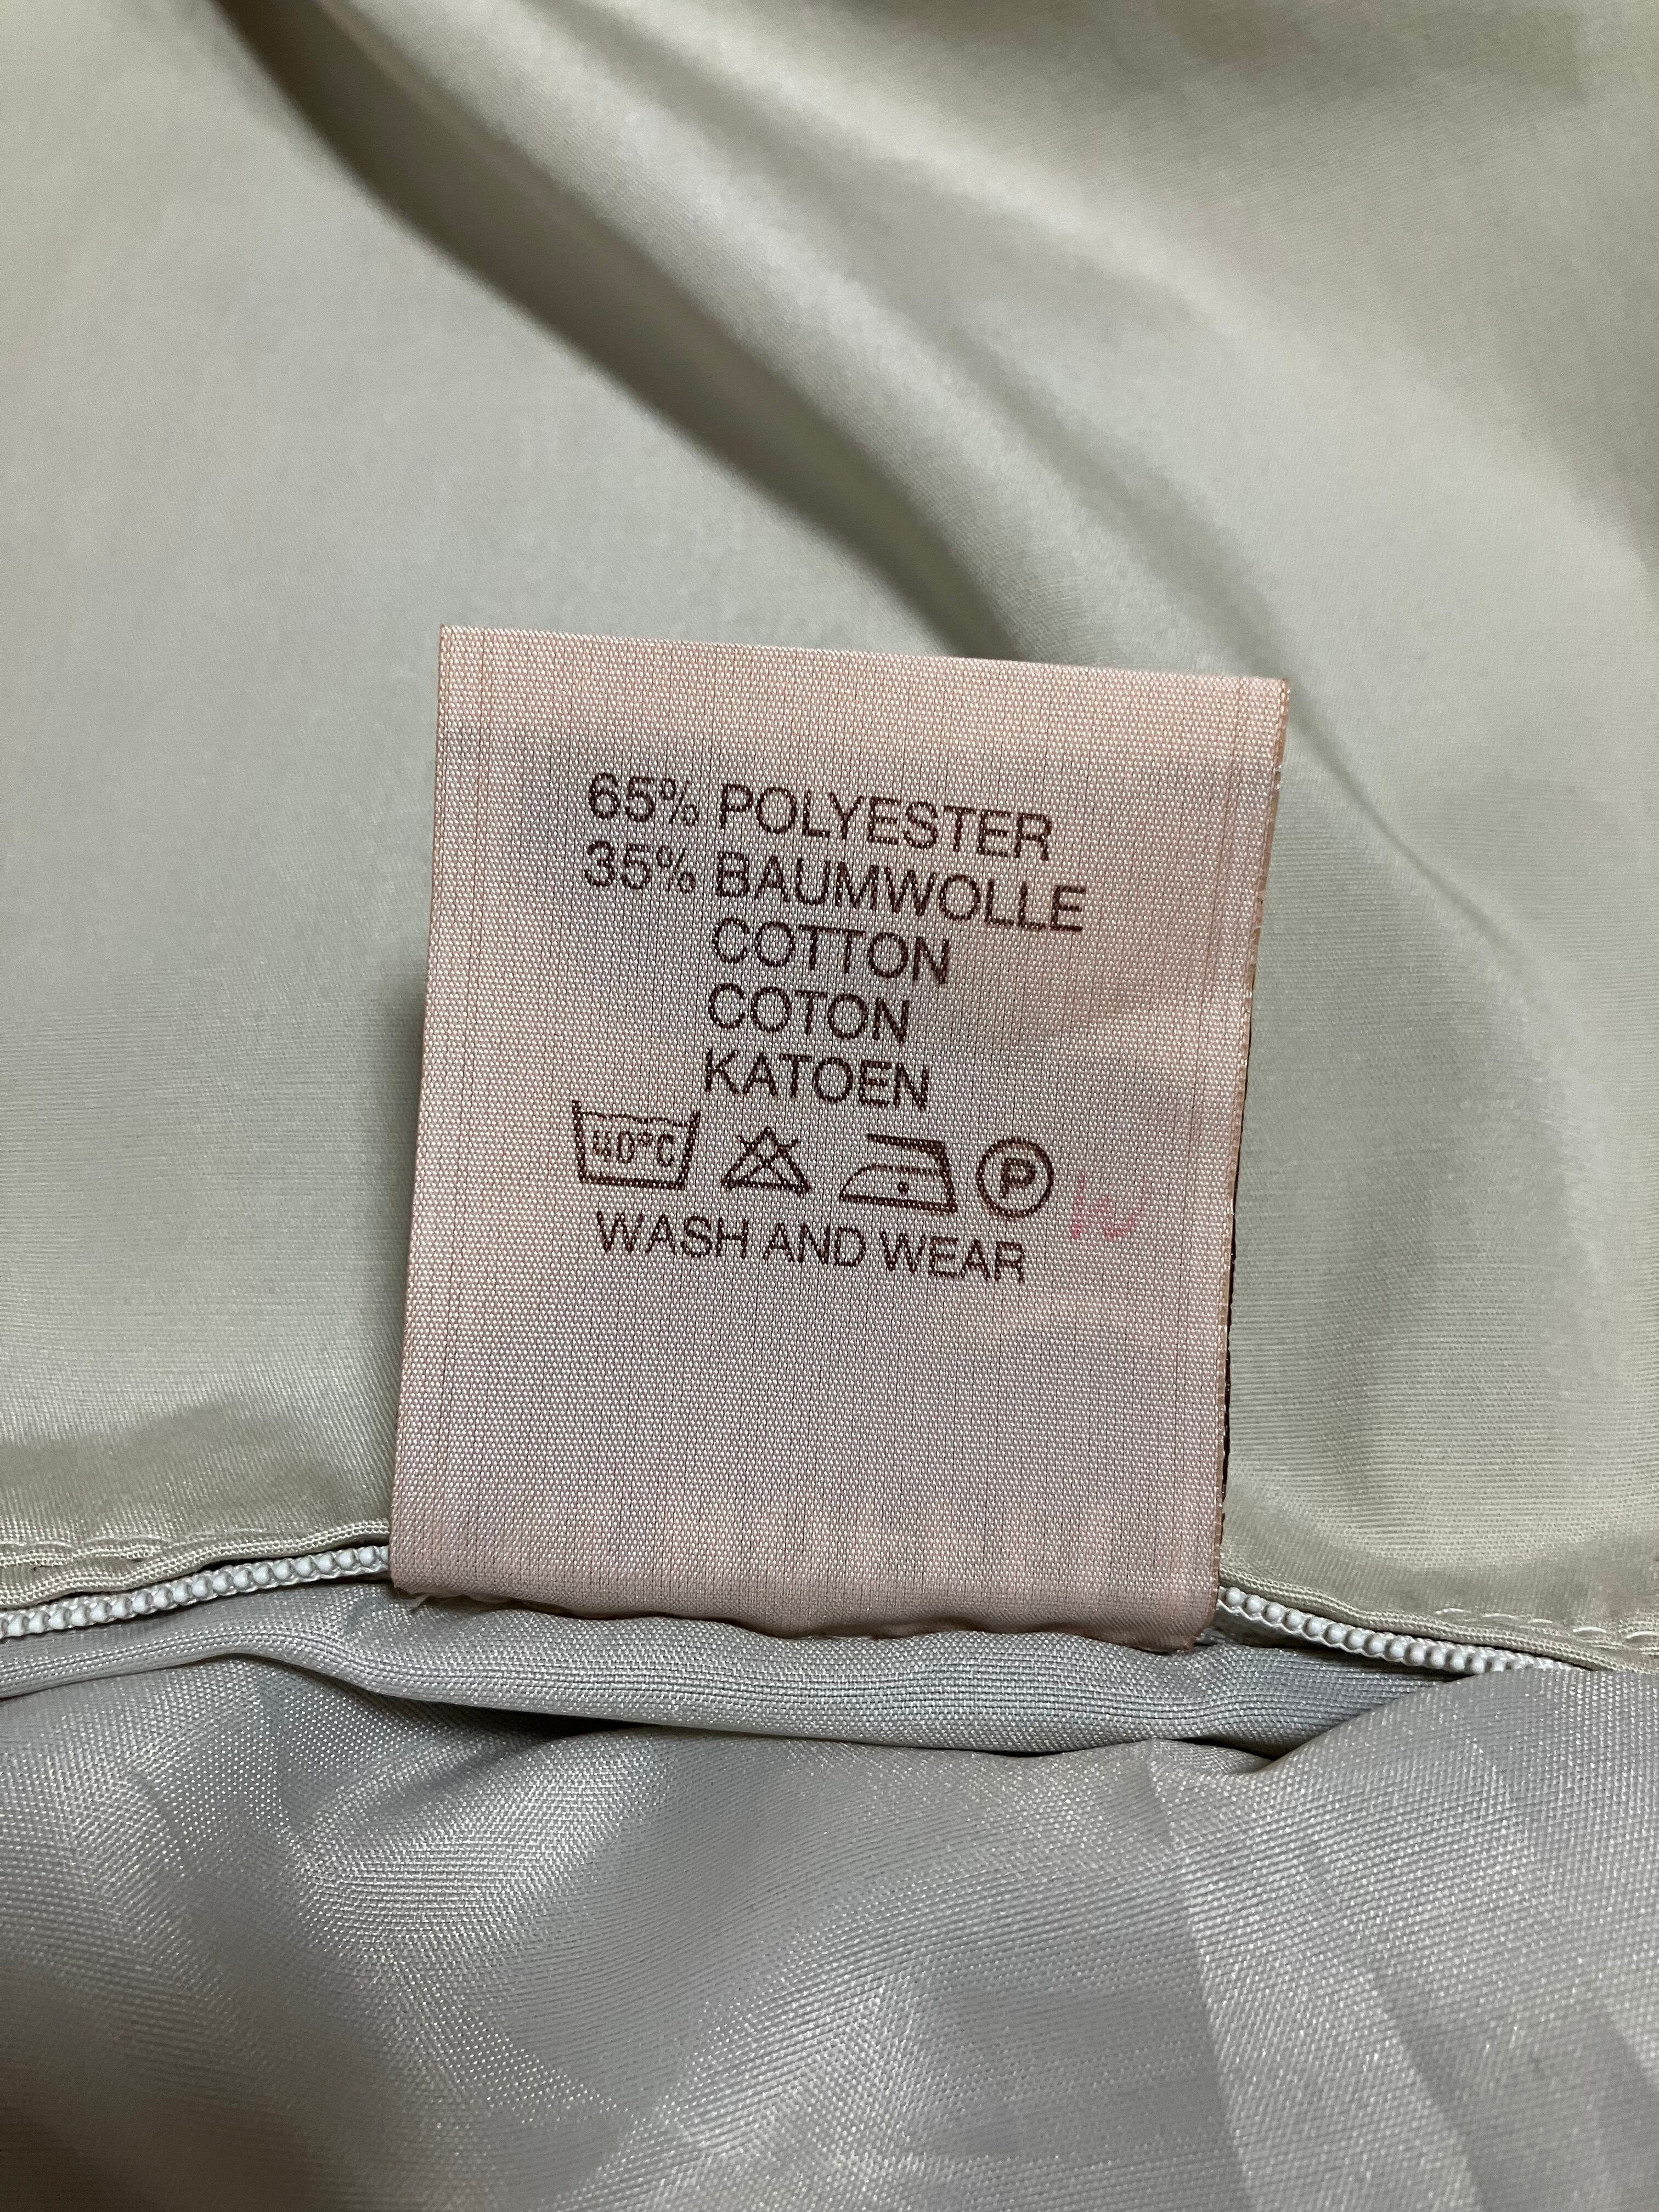 65% POLYESTER
35% BAUMWOLLE
COTTON
COTON
KATOEN
40°C P
WASH AND WEAR